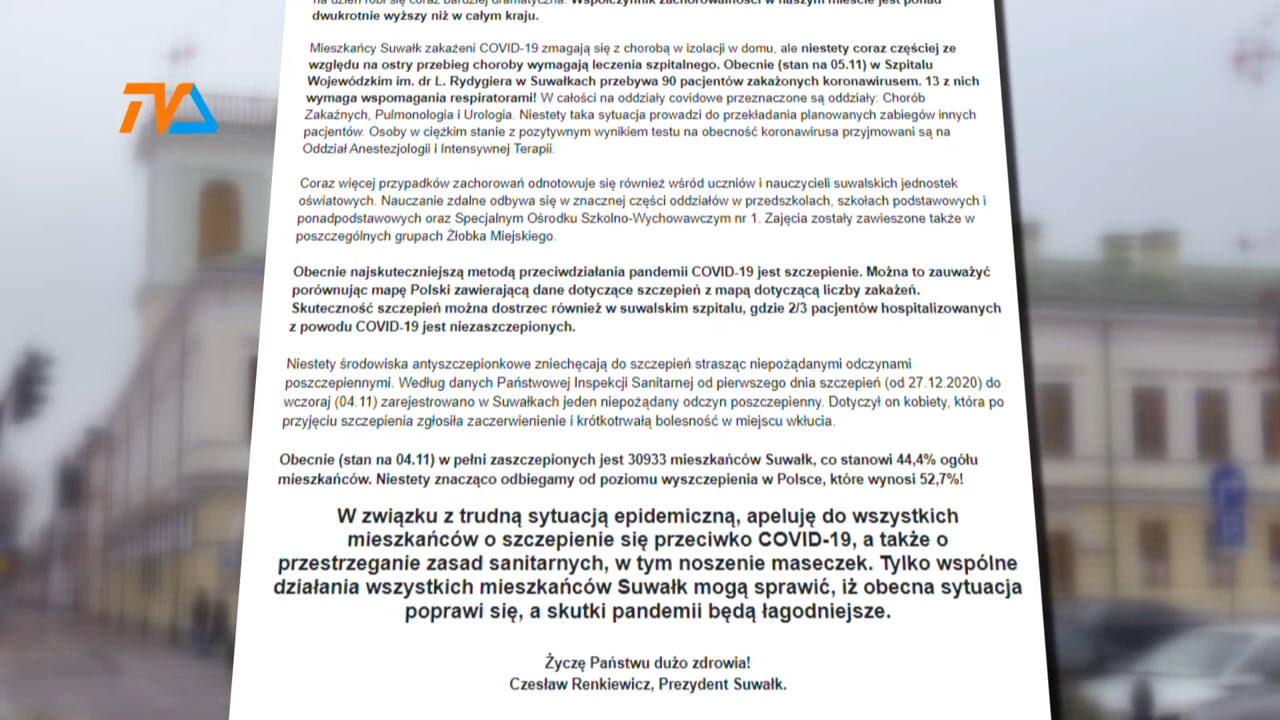 na dzień robi się coraz bardziej dramatyczna. Współczynnik zachorowalności w naszym mieście jest ponad
dwukrotnie wyższy niż w całym kraju.
Mieszkańcy Suwałk zakażeni COVID-19 zmagają się z chorobą w izolacji w domu, ale niestety coraz częściej ze
względu na ostry przebieg choroby wymagają leczenia szpitalnego. Obecnie (stan na 05.11) w Szpitalu
Wojewódzkim im. dr L. Rydygiera w Suwałkach przebywa 90 pacjentów zakażonych koronawirusem. 13 z nich
wymaga wspomagania respiratorami! W całości na oddziały covidowe przeznaczone są oddziały: Chorób
Zakaźnych, Pulmonologia i Urologia. Niestety taka sytuacja prowadzi do przekładania planowanych zabiegów innych
pacjentów. Osoby w ciężkim stanie z pozytywnym wynikiem testu na obecność koronawirusa przyjmowani są na
Oddział Anestezjologii i Intensywnej Terapii.
Coraz więcej przypadków zachorowań odnotowuje się również wśród uczniów i nauczycieli suwalskich jednostek
oświatowych. Nauczanie zdalne odbywa się w znacznej części oddziałów w przedszkolach, szkołach podstawowych i
ponadpodstawowych oraz Specjalnym Ośrodku Szkolno-Wychowawczym nr 1. Zajęcia zostały zawieszone także w
poszczególnych grupach Żłobka Miejskiego.
Obecnie najskuteczniejszą metodą przeciwdziałania pandemii COVID-19 jest szczepienie. Można to zauważyć
porównując mapę Polski zawierającą dane dotyczące szczepień z mapą dotyczącą liczby zakażeń.
Skuteczność szczepień można dostrzec również w suwalskim szpitalu, gdzie 2/3 pacjentów hospitalizowanych
z powodu COVID-19 jest niezaszczepionych.
Niestety środowiska antyszczepionkowe zniechęcają do szczepień strasząc niepożądanymi odczynami
poszczepiennymi. Według danych Państwowej Inspekcji Sanitarnej od pierwszego dnia szczepień (od 27.12.2020) do
wczoraj (04.11) zarejestrowano w Suwałkach jeden niepożądany odczyn poszczepienny. Dotyczył on kobiety, która po
przyjęciu szczepienia zgłosiła zaczerwienienie i krótkotrwałą bolesność w miejscu wkłucia.
Obecnie (stan na 04.11) w pełni zaszczepionych jest 30933 mieszkańców Suwałk, co stanowi 44,4% ogółu
mieszkańców. Niestety znacząco odbiegamy od poziomu wyszczepienia w Polsce, które wynosi 52,7%!
W związku z trudną sytuacją epidemiczną, apeluję do wszystkich
mieszkańców o szczepienie się przeciwko COVID-19, a także o
przestrzeganie zasad sanitarnych, w tym noszenie maseczek. Tylko wspólne
działania wszystkich mieszkańców Suwałk mogą sprawić, iż obecna sytuacja
poprawi się, a skutki pandemii będą łagodniejsze.
Życzę Państwu dużo zdrowia!
Czesław Renkiewicz, Prezydent Suwałk.